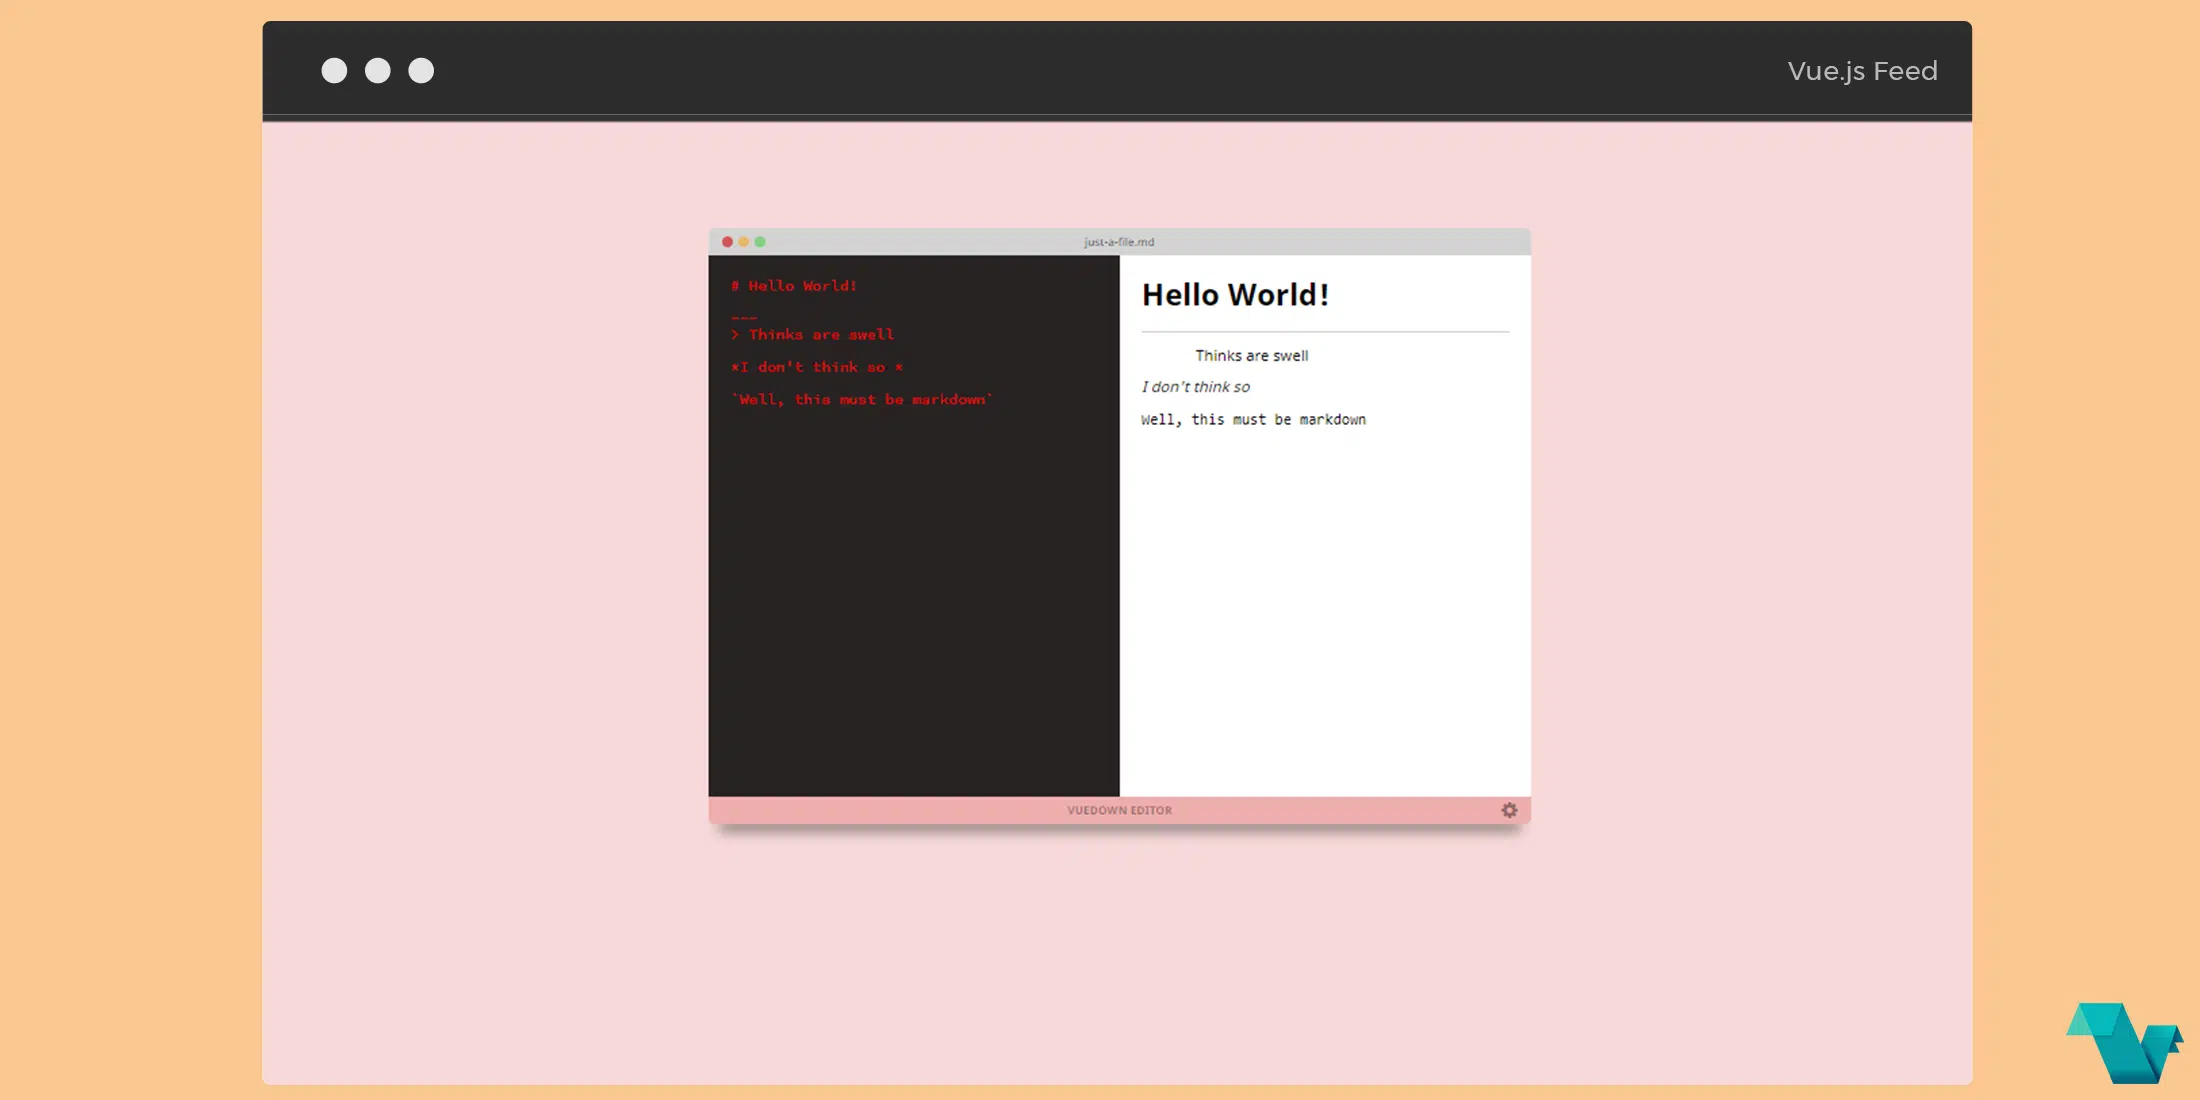 Vue.js Feed
just-a-file.md
# Hello World!
---
> Thinks are swell
*I don't think so *
`Well, this must be markdown`
Hello World!
Thinks are swell
I don't think so
Well, this must be markdown
VUEDOWN EDITOR